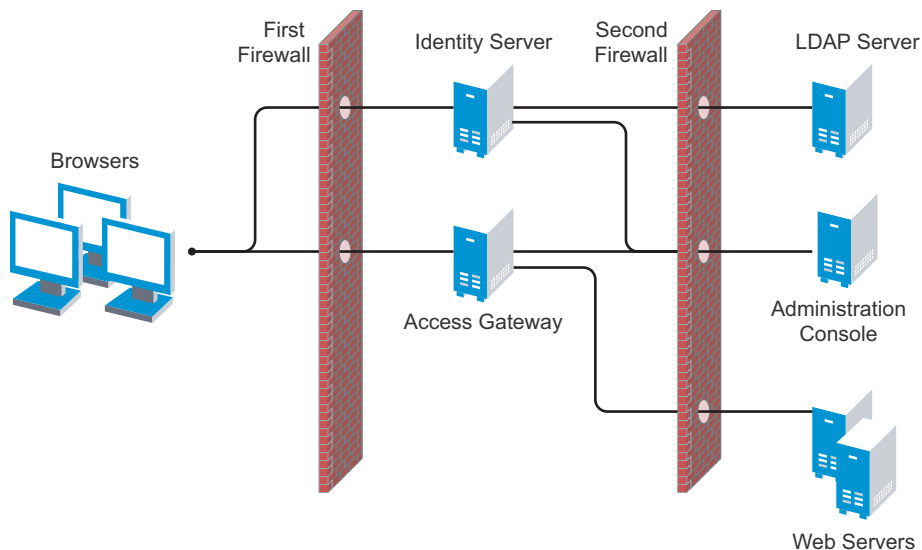 First
Firewall
Identity Server
Second
Firewall
LDAP Server
Browsers
Access Gateway
Administration
Console
Web Servers